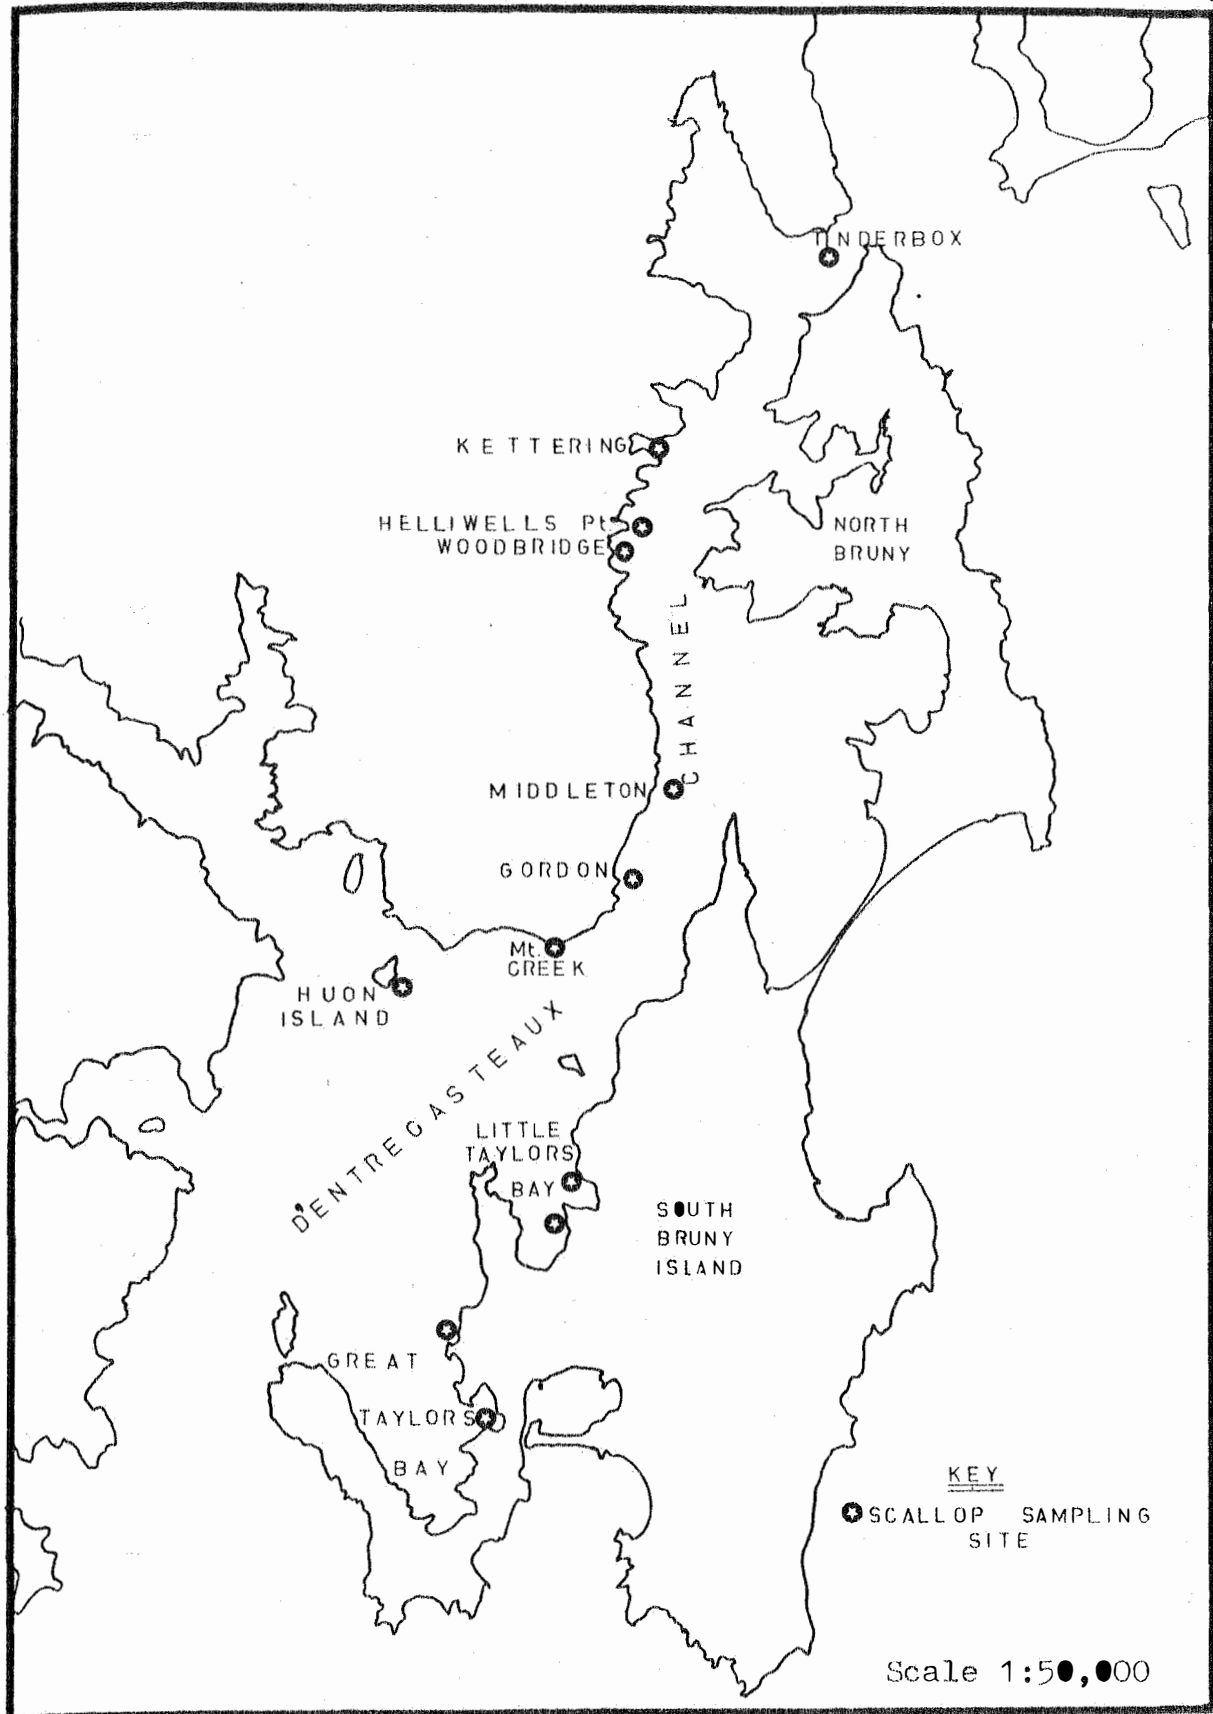 TINDERBOX
KETTERING
HELLIWELLS Pt.
WOODBRIDGE
NORTH
BRUNY
CHANNEL
MIDDLETON
GORDON
Mt.
CREEK
HUON
ISLAND
D'ENTRECASTEAUX
LITTLE
TAYLORS
BAY
SOUTH
BRUNY
ISLAND
GREAT
TAYLORS
BAY
KEY
SCALLOP SAMPLING
SITE
Scale 1:50,000